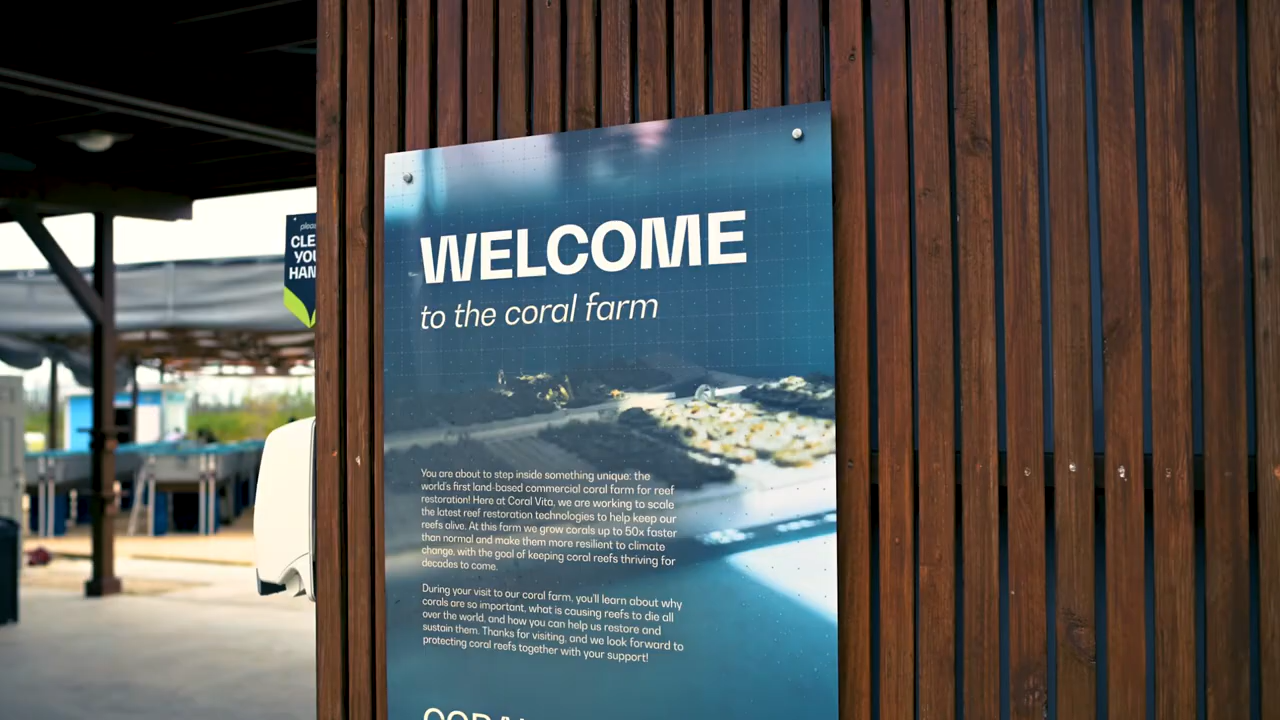 please
WELCOME
to the coral farm
You are about to step inside something unique: the
world's first land-based commercial coral farm for reef
restoration! Here at Coral Vita, we are working to scale
the latest reef restoration technologies to help keep our
reefs alive. At this farm we grow corals up to 50x faster
than normal and make them more resilient to climate
change, with the goal of keeping coral reefs thriving for
decades to come.
During your visit to our coral farm, you'll learn about why
corals are so important, what is causing reefs to die all
over the world, and how you can help us restore and
sustain them. Thanks for visiting, and we look forward to
protecting coral reefs together with your support!